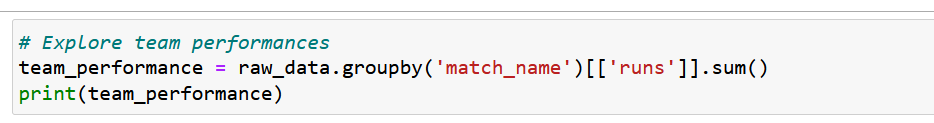 # Explore team performances
team_performance = raw_data.groupby('match_name')[['runs']].sum()
print(team_performance)